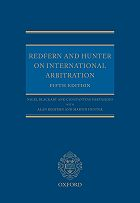 REDFERN AND HUNTER
ON INTERNATIONAL
ARBITRATION
FIFTH EDITION
NIGEL BLACKABY AND CONSTANTINE PARTASIDES
WITH
ALAN REDFERN AND MARTIN HUNTER
OXFORD